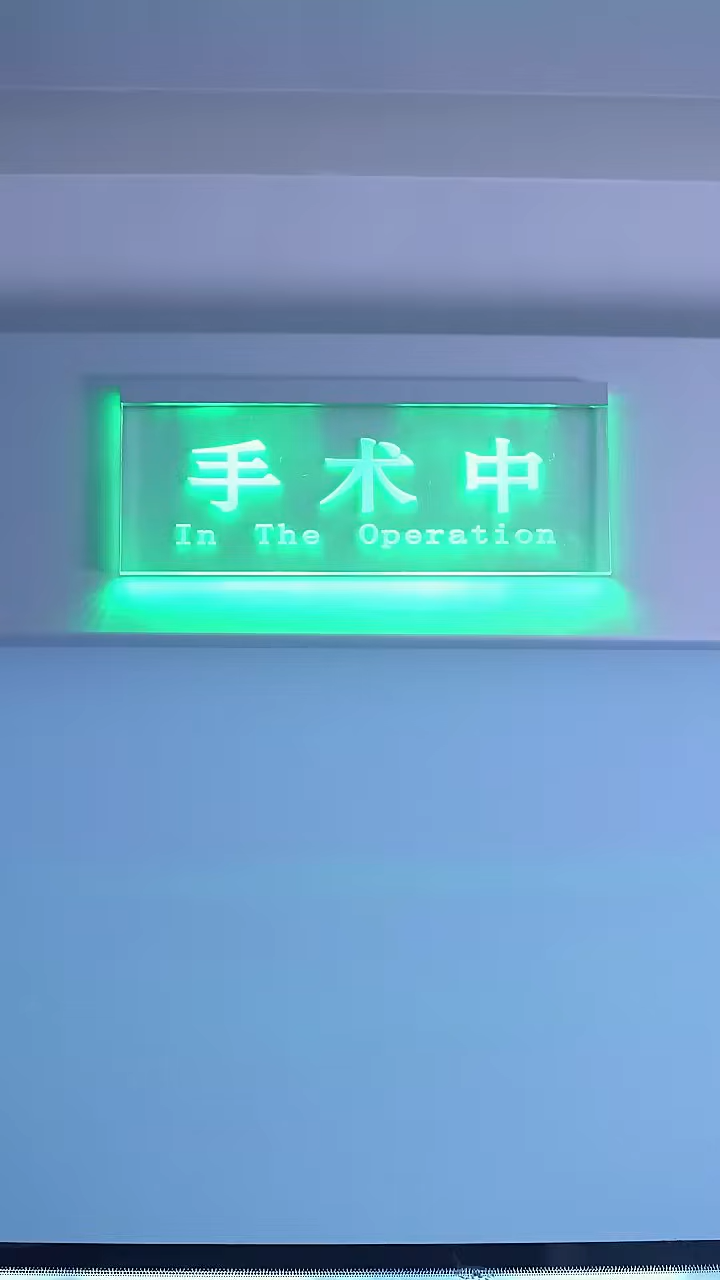 手术中
In The Operation